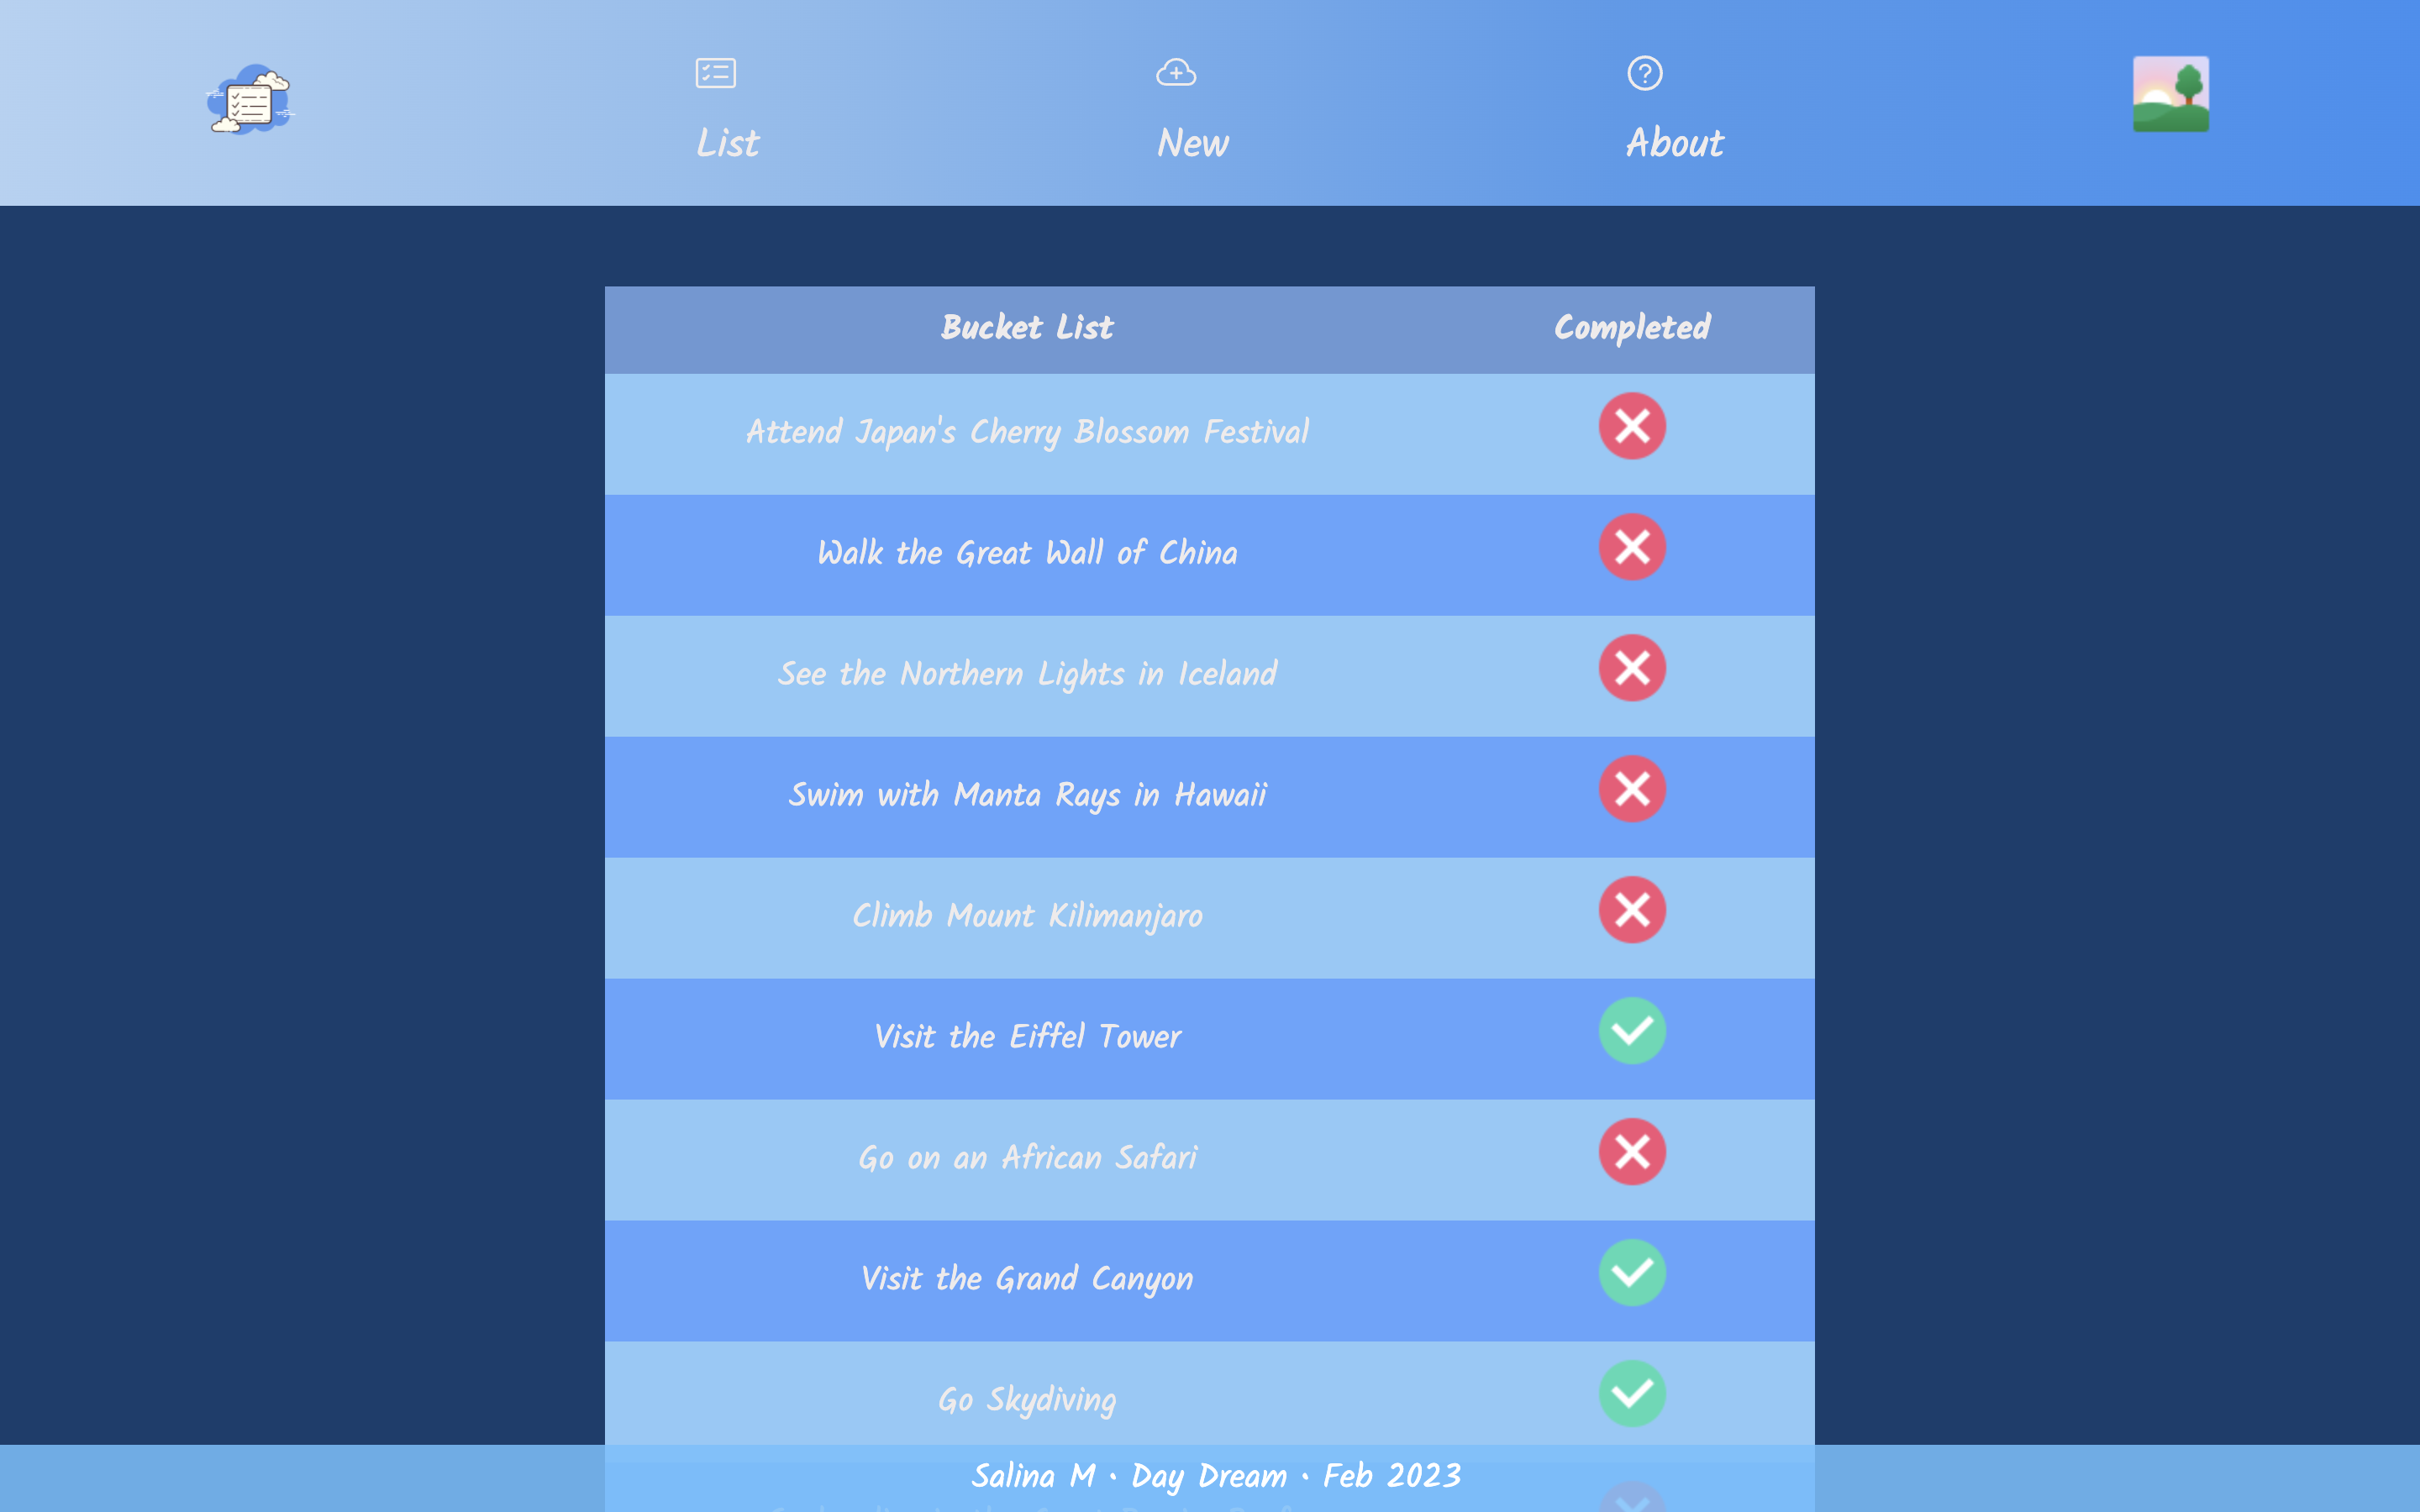 List
New
About
Bucket List
Completed
Attend Japan's Cherry Blossom Festival
Walk the Great Wall of China
See the Northern Lights in Iceland
Swim with Manta Rays in Hawaii
Climb Mount Kilimanjaro
Visit the Eiffel Tower
Go on an African Safari
Visit the Grand Canyon
Go Skydiving
Salina M · Day Dream · Feb 2023